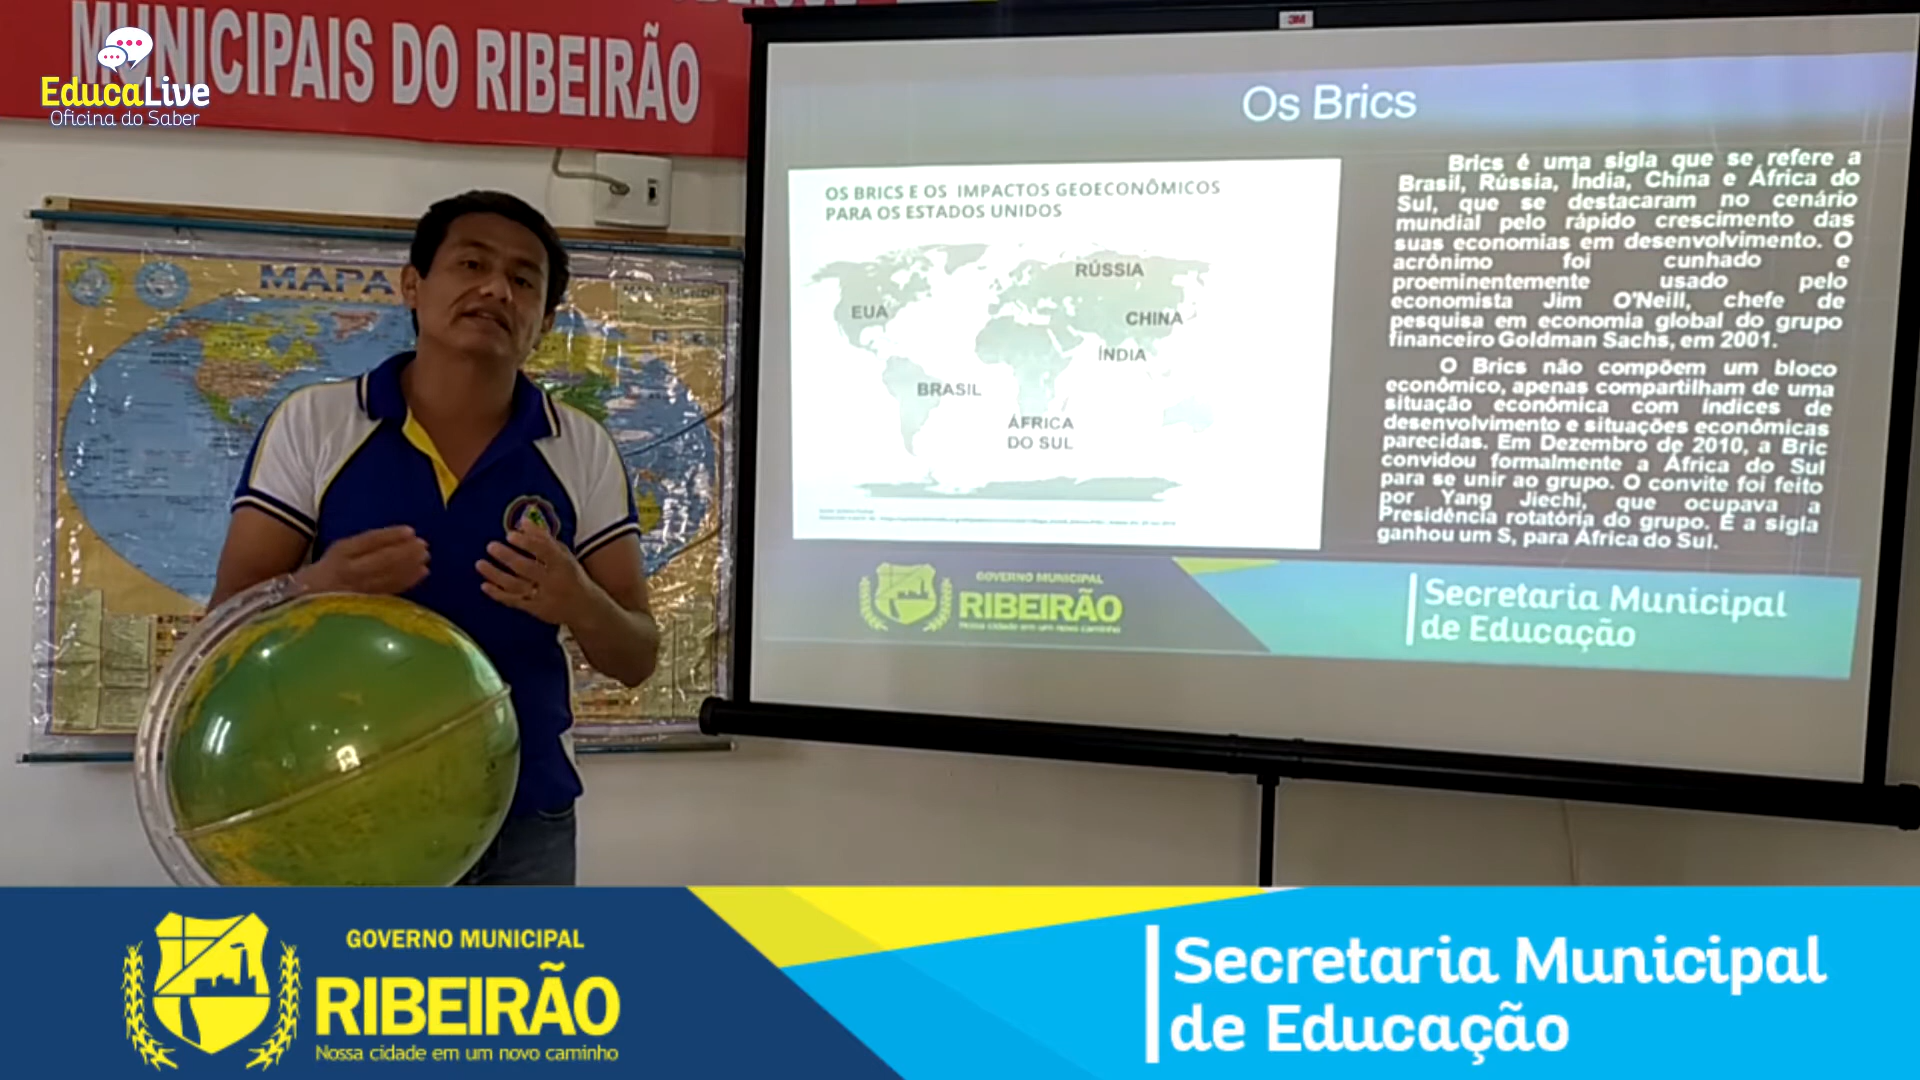 MUNICIPAIS DO RIBEIRÃO
EducaLive
Oficina do Saber
MAPA
3M
Os Brics
OS BRICS E OS IMPACTOS GEOECONÔMICOS
PARA OS ESTADOS UNIDOS
RÚSSIA
EUA
CHINA
ÍNDIA
BRASIL
ÁFRICA
DO SUL
Brics é uma sigla que se refere a
Brasil, Rússia, Índia, China e África do
Sul, que se destacaram no cenário
mundial pelo rápido crescimento das
suas economias em desenvolvimento. O
acrônimo foi cunhado e
proeminentemente usado pelo
economista Jim O'Neill, chefe de
pesquisa em economia global do grupo
financeiro Goldman Sachs, em 2001.
O Brics não compõem um bloco
econômico, apenas compartilham de uma
situação econômica com índices de
desenvolvimento e situações econômicas
parecidas. Em Dezembro de 2010, a Bric
convidou formalmente a África do Sul
para se unir ao grupo. O convite foi feito
por Yang Jiechi, que ocupava a
Presidência rotatória do grupo. E a sigla
ganhou um S, para África do Sul.
GOVERNO MUNICIPAL
RIBEIRÃO
Nossa cidade em um novo caminho
Secretaria Municipal
de Educação
GOVERNO MUNICIPAL
RIBEIRÃO
Nossa cidade em um novo caminho
Secretaria Municipal
de Educação